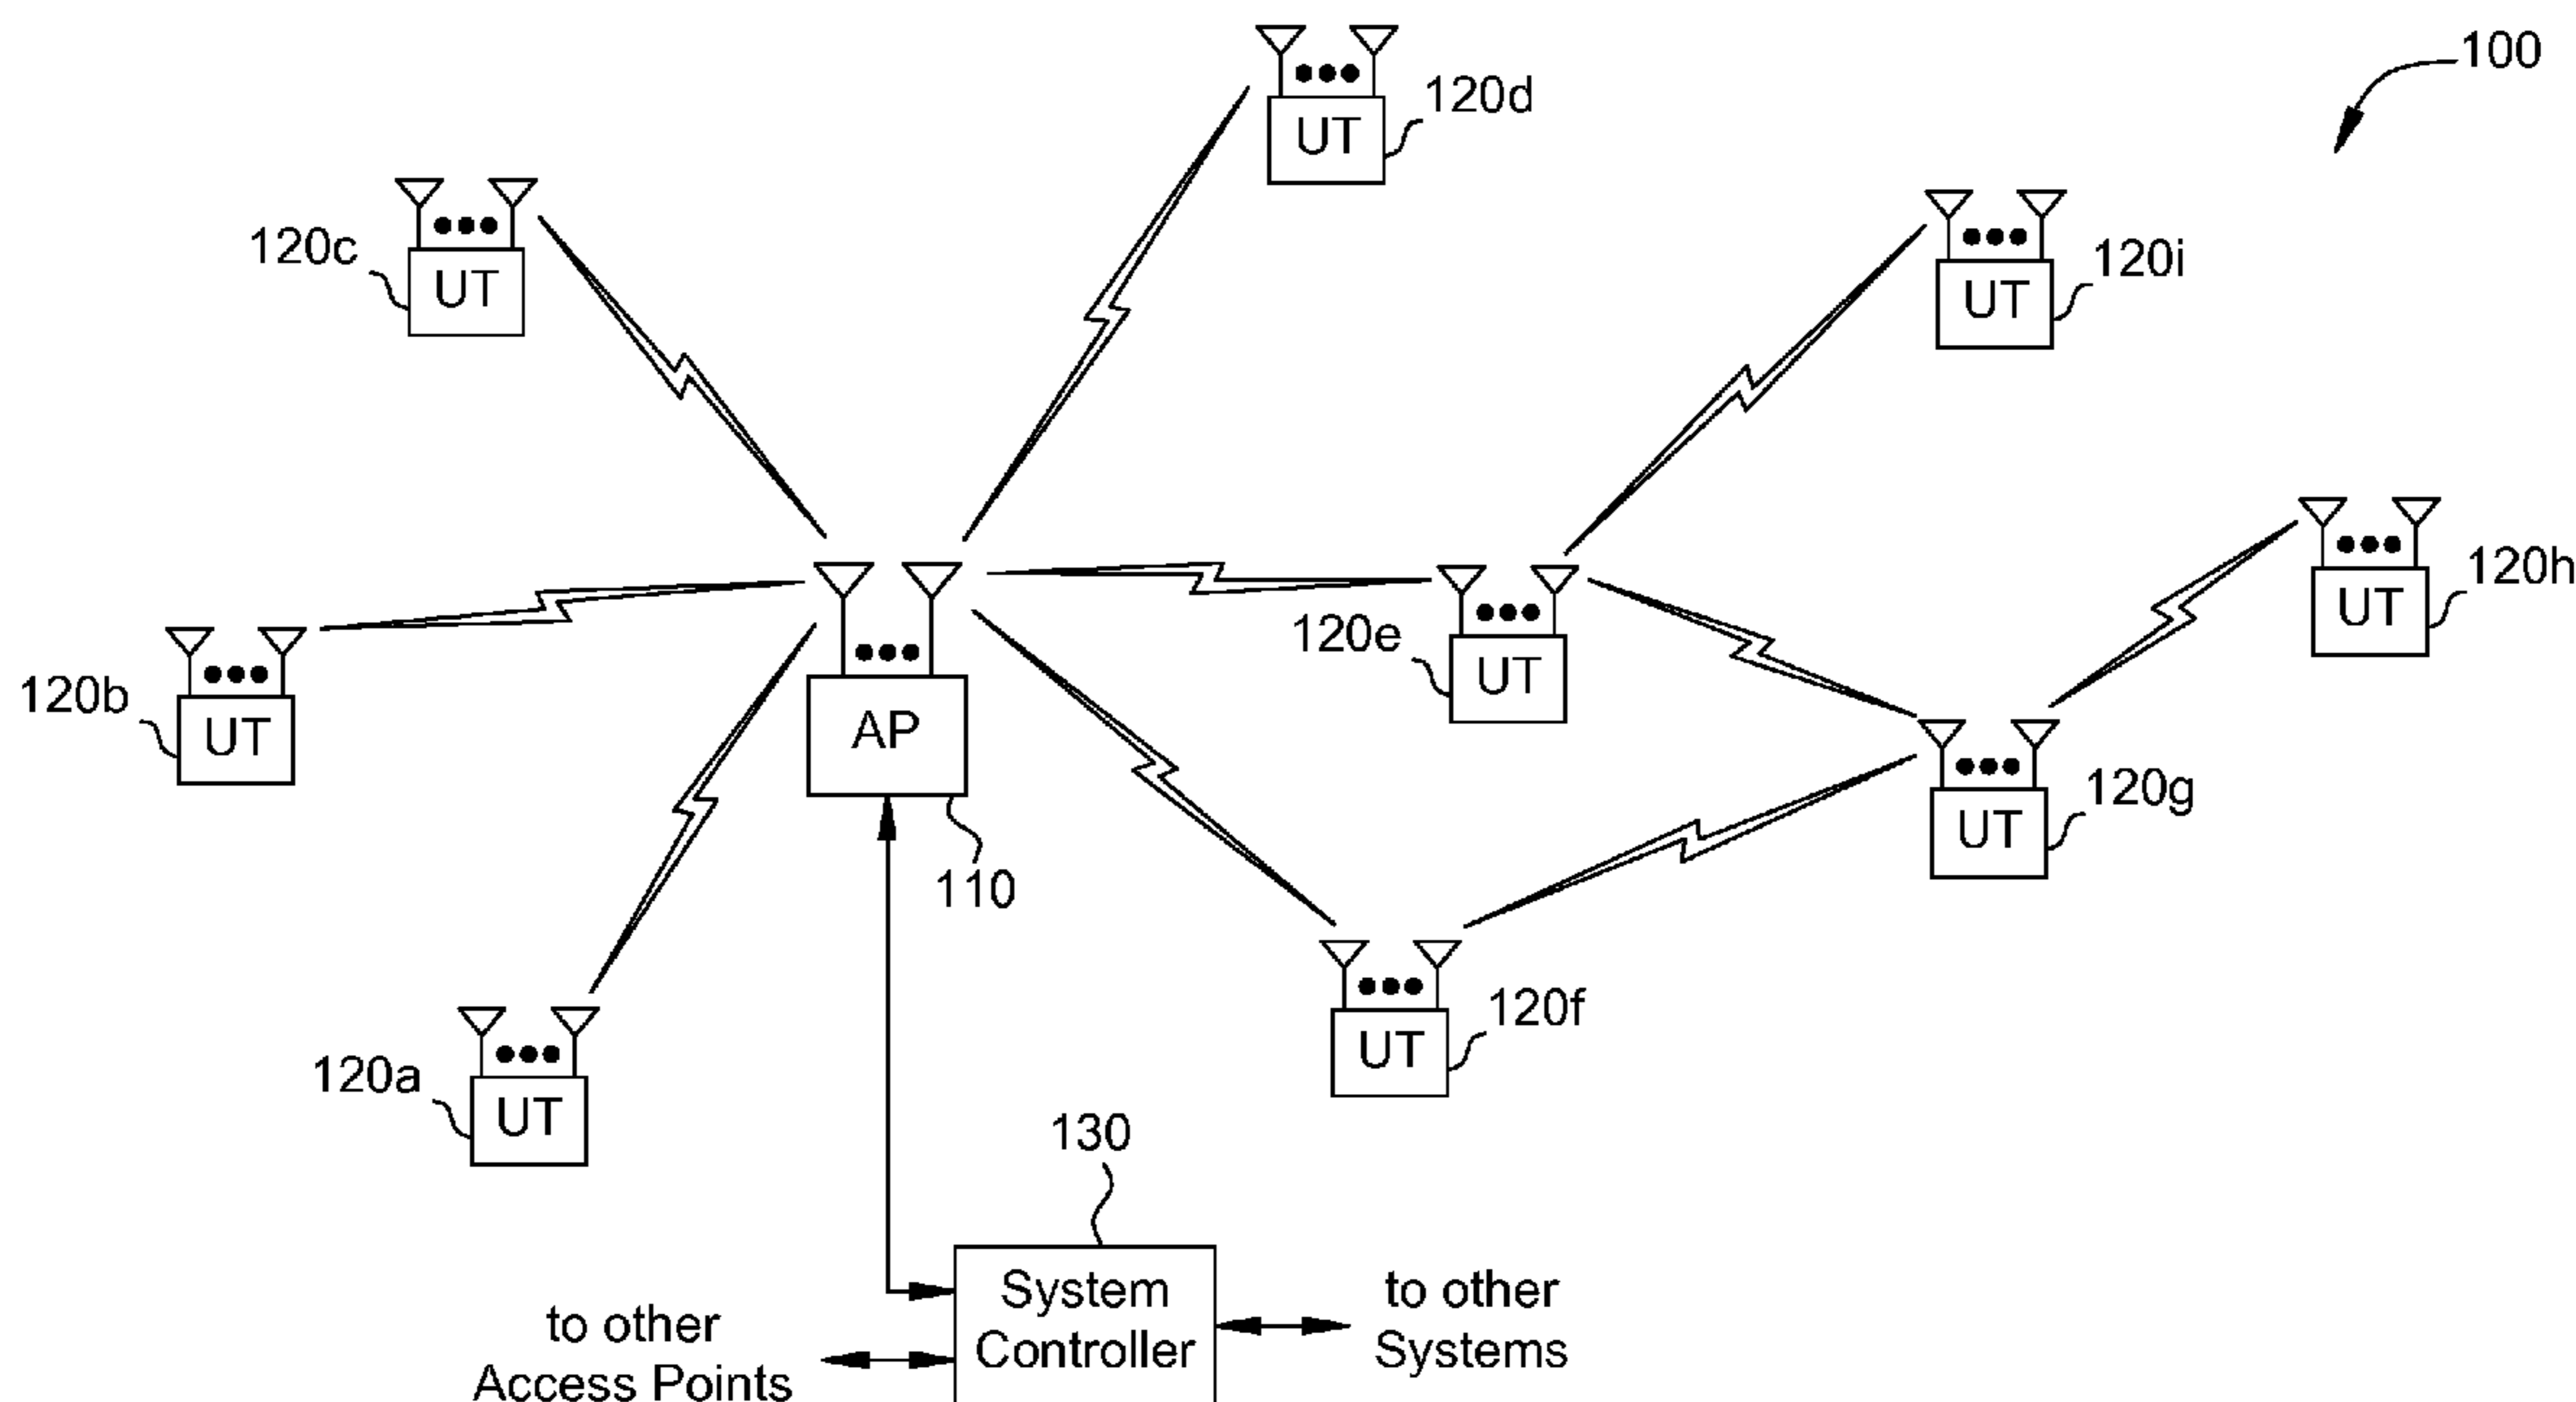 100
120d
UT
120c
UT
120i
UT
120h
UT
120e
UT
120b
UT
AP
110
120g
UT
120f
UT
120a
UT
130
System
Controller
to other
Access Points
to other
Systems